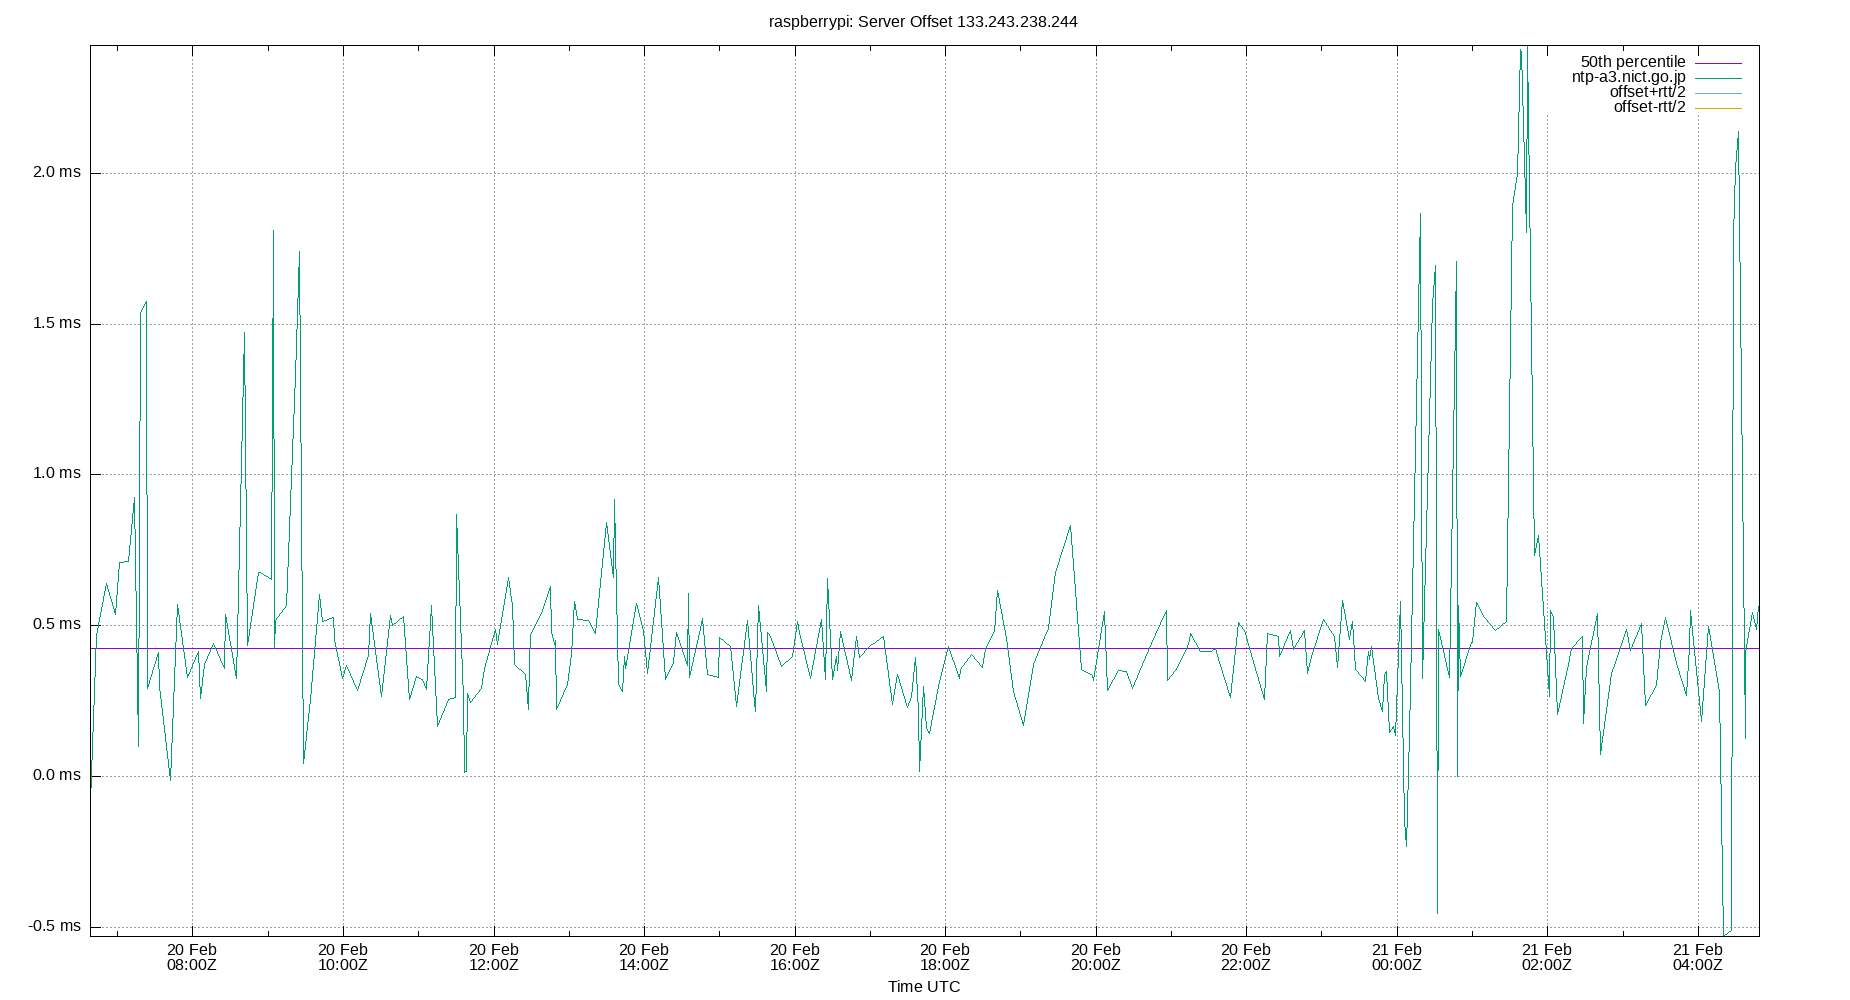 raspberrypi: Server Offset 133.243.238.244
50th percentile
ntp-a3.nict.go.jp
offset+rtt/2
offset-rtt/2
2.0 ms
1.5 ms
1.0 ms
0.5 ms
0.0 ms
-0.5 ms
20 Feb 20 Feb 20 Feb 20 Feb 20 Feb 20 Feb 20 Feb 20 Feb 21 Feb 21 Feb 21 Feb
08:00Z 10:00Z 12:00Z 14:00Z 16:00Z 18:00Z 20:00Z 22:00Z 00:00Z 02:00Z 04:00Z
Time UTC